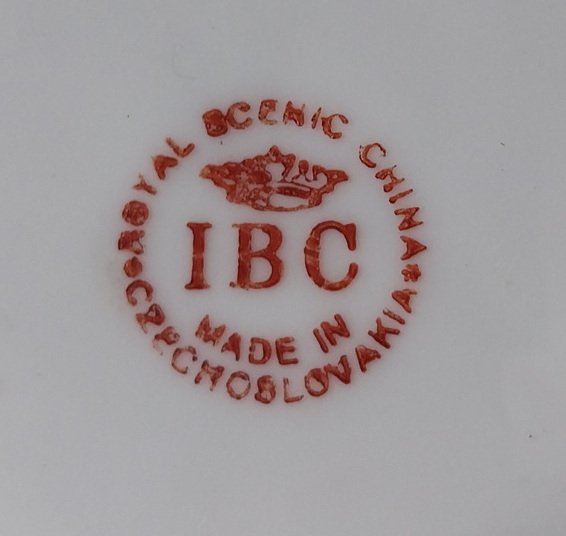 ROYAL SCENIC CHINA
IBC
MADE IN
* CZECHOSLOVAKIA *